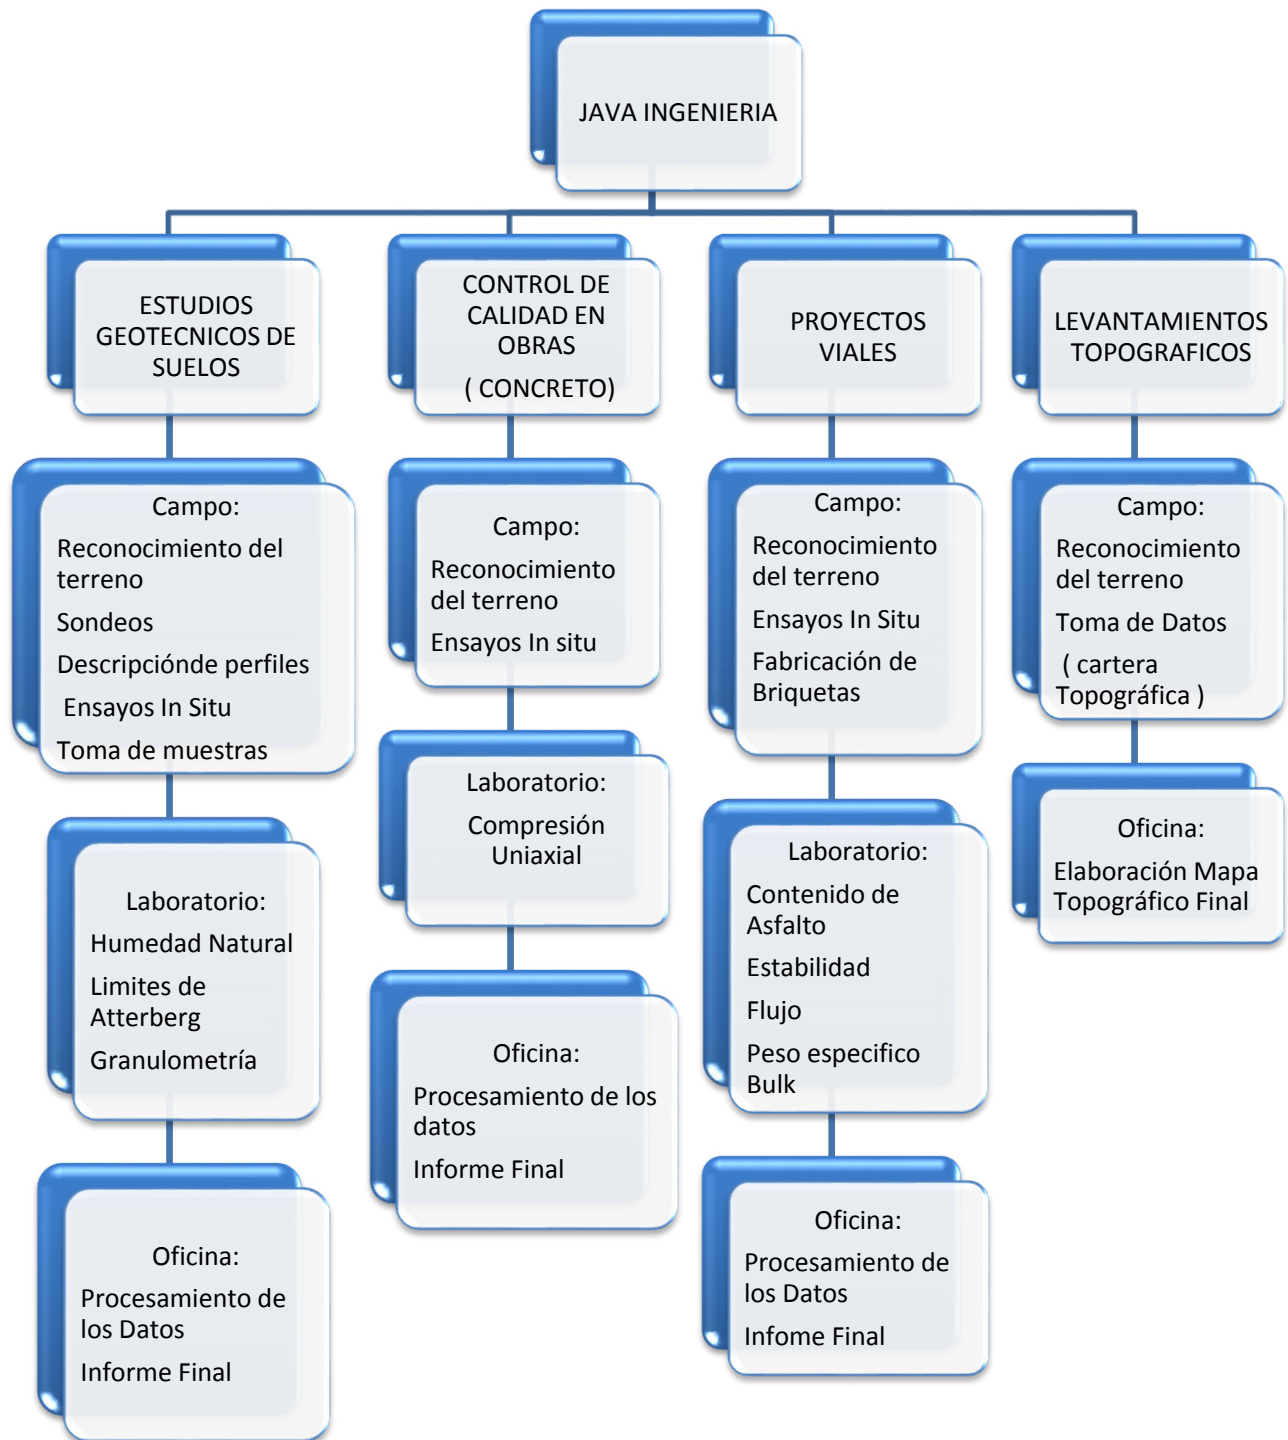 JAVA INGENIERIA
ESTUDIOS
GEOTECNICOS DE
SUELOS
Campo:
Reconocimiento del
terreno
Sondeos
Descripciónde perfiles
Ensayos In Situ
Toma de muestras
Laboratorio:
Humedad Natural
Limites de
Atterberg
Granulometría
Oficina:
Procesamiento de
los Datos
Informe Final
CONTROL DE
CALIDAD EN
OBRAS
( CONCRETO)
Campo:
Reconocimiento
del terreno
Ensayos In situ
Laboratorio:
Compresión
Uniaxial
Oficina:
Procesamiento de los
datos
Informe Final
PROYECTOS
VIALES
Campo:
Reconocimiento
del terreno
Ensayos In Situ
Fabricación de
Briquetas
Laboratorio:
Contenido de
Asfalto
Estabilidad
Flujo
Peso especifico
Bulk
Oficina:
Procesamiento de
los Datos
Infome Final
LEVANTAMIENTOS
TOPOGRAFICOS
Campo:
Reconocimiento
del terreno
Toma de Datos
( cartera
Topográfica )
Oficina:
Elaboración Mapa
Topográfico Final